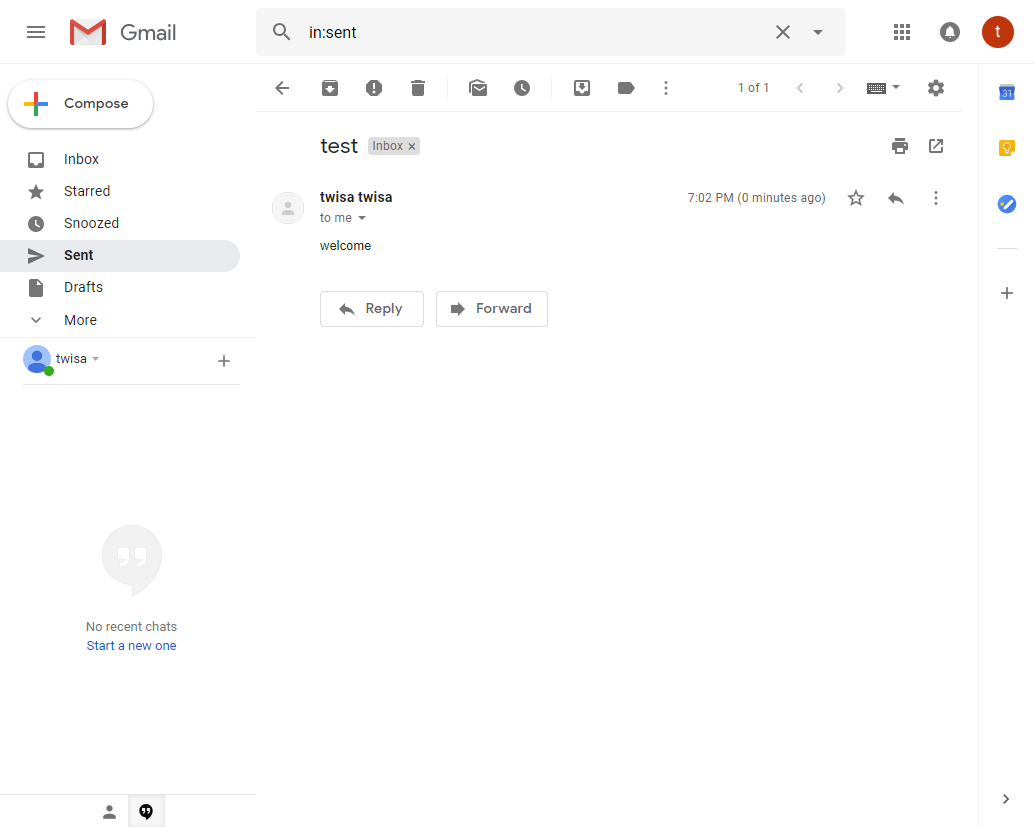 Gmail
in:sent
t
Compose
1 of 1
31
Inbox
Starred
Snoozed
Sent
Drafts
More
twisa
No recent chats
Start a new one
test
Inbox ×
twisa twisa
7:02 PM (0 minutes ago)
to me
welcome
Reply
Forward